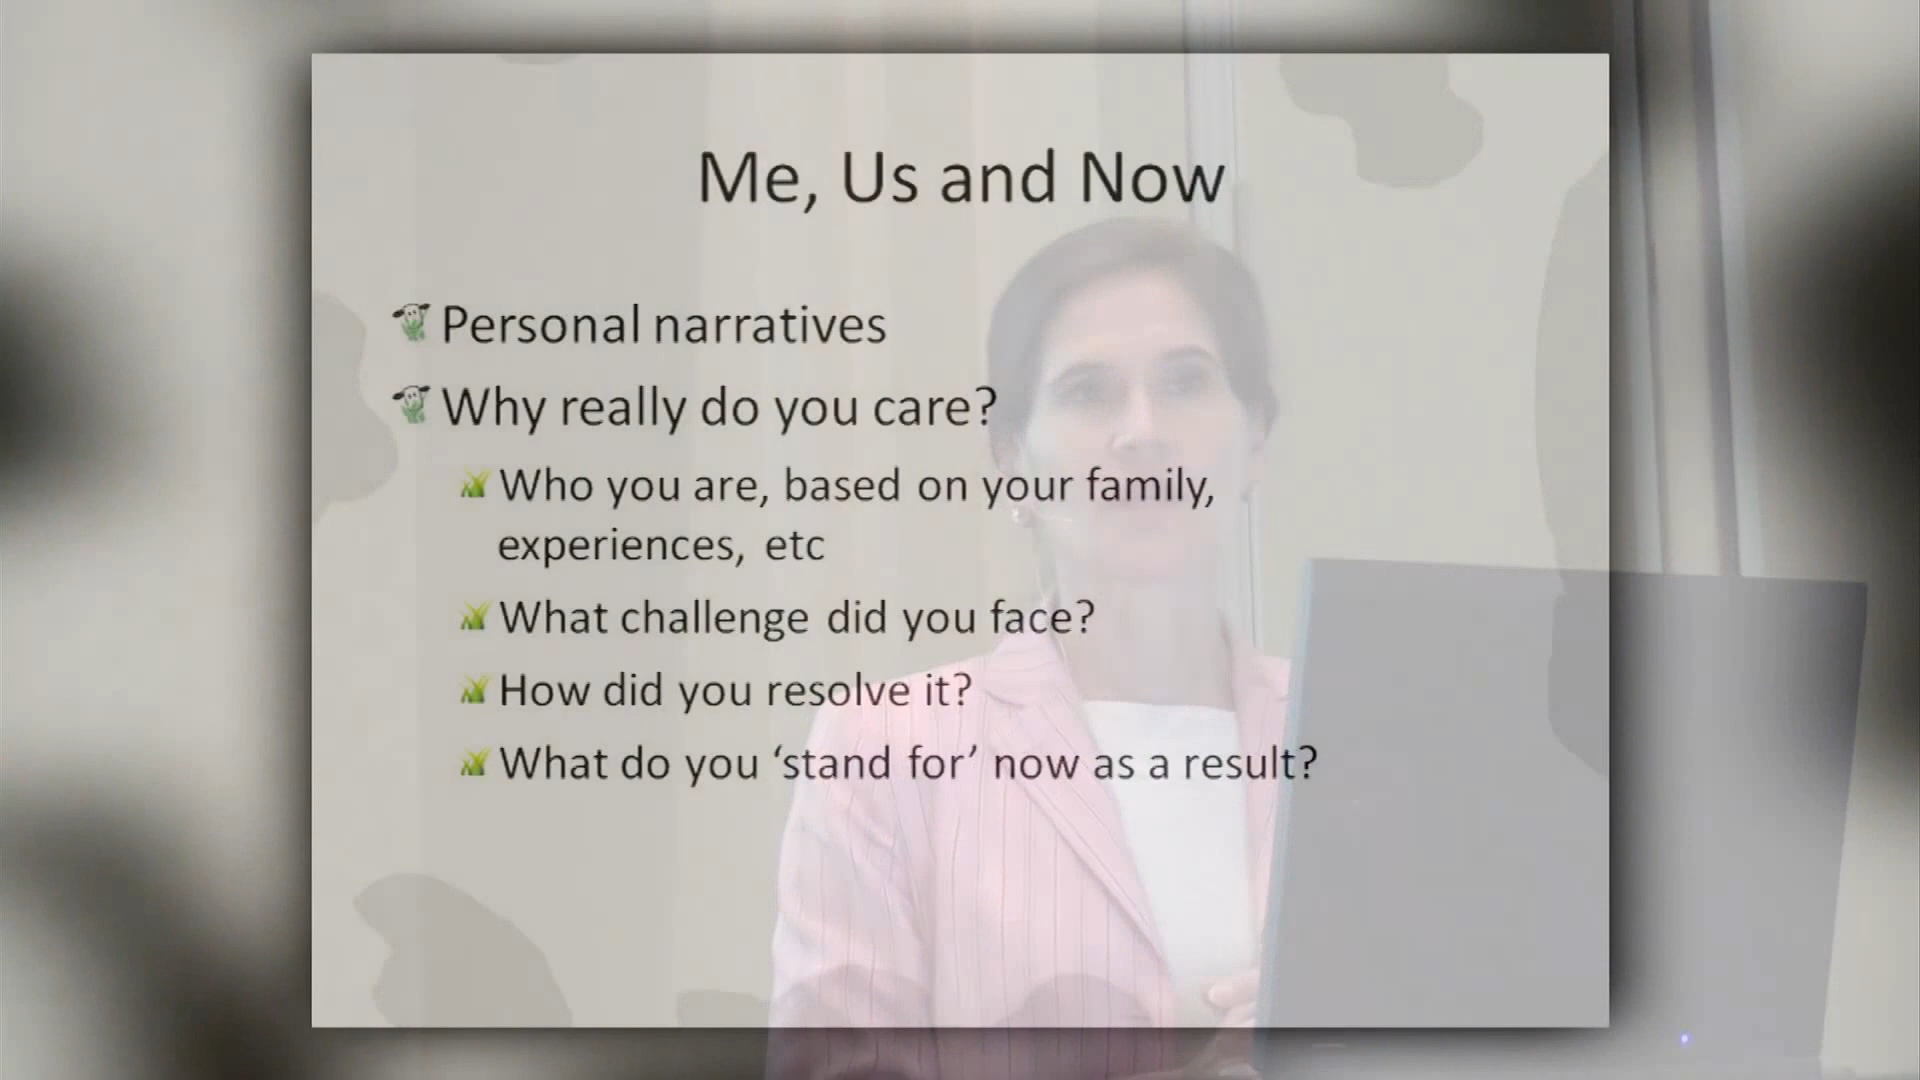 Me, Us and Now
Personal narratives
Why really do you care?
Who you are, based on your family,
experiences, etc
What challenge did you face?
How did you resolve it?
What do you ‘stand for’ now as a result?